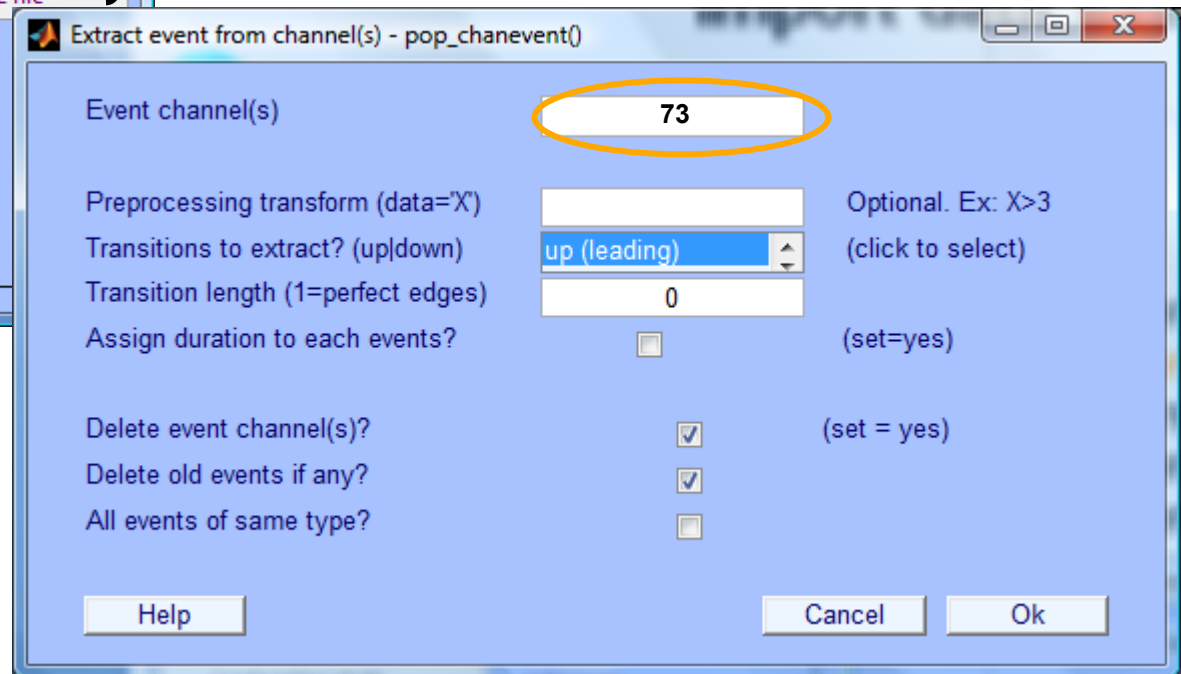 Extract event from channel(s) - pop_chanevent()
Event channel(s) 73
Preprocessing transform (data='X') Optional. Ex: X>3
Transitions to extract? (up|down) up (leading) (click to select)
Transition length (1=perfect edges) 0
Assign duration to each events? (set=yes)
Delete event channel(s)? (set = yes)
Delete old events if any?
All events of same type?
Help Cancel Ok